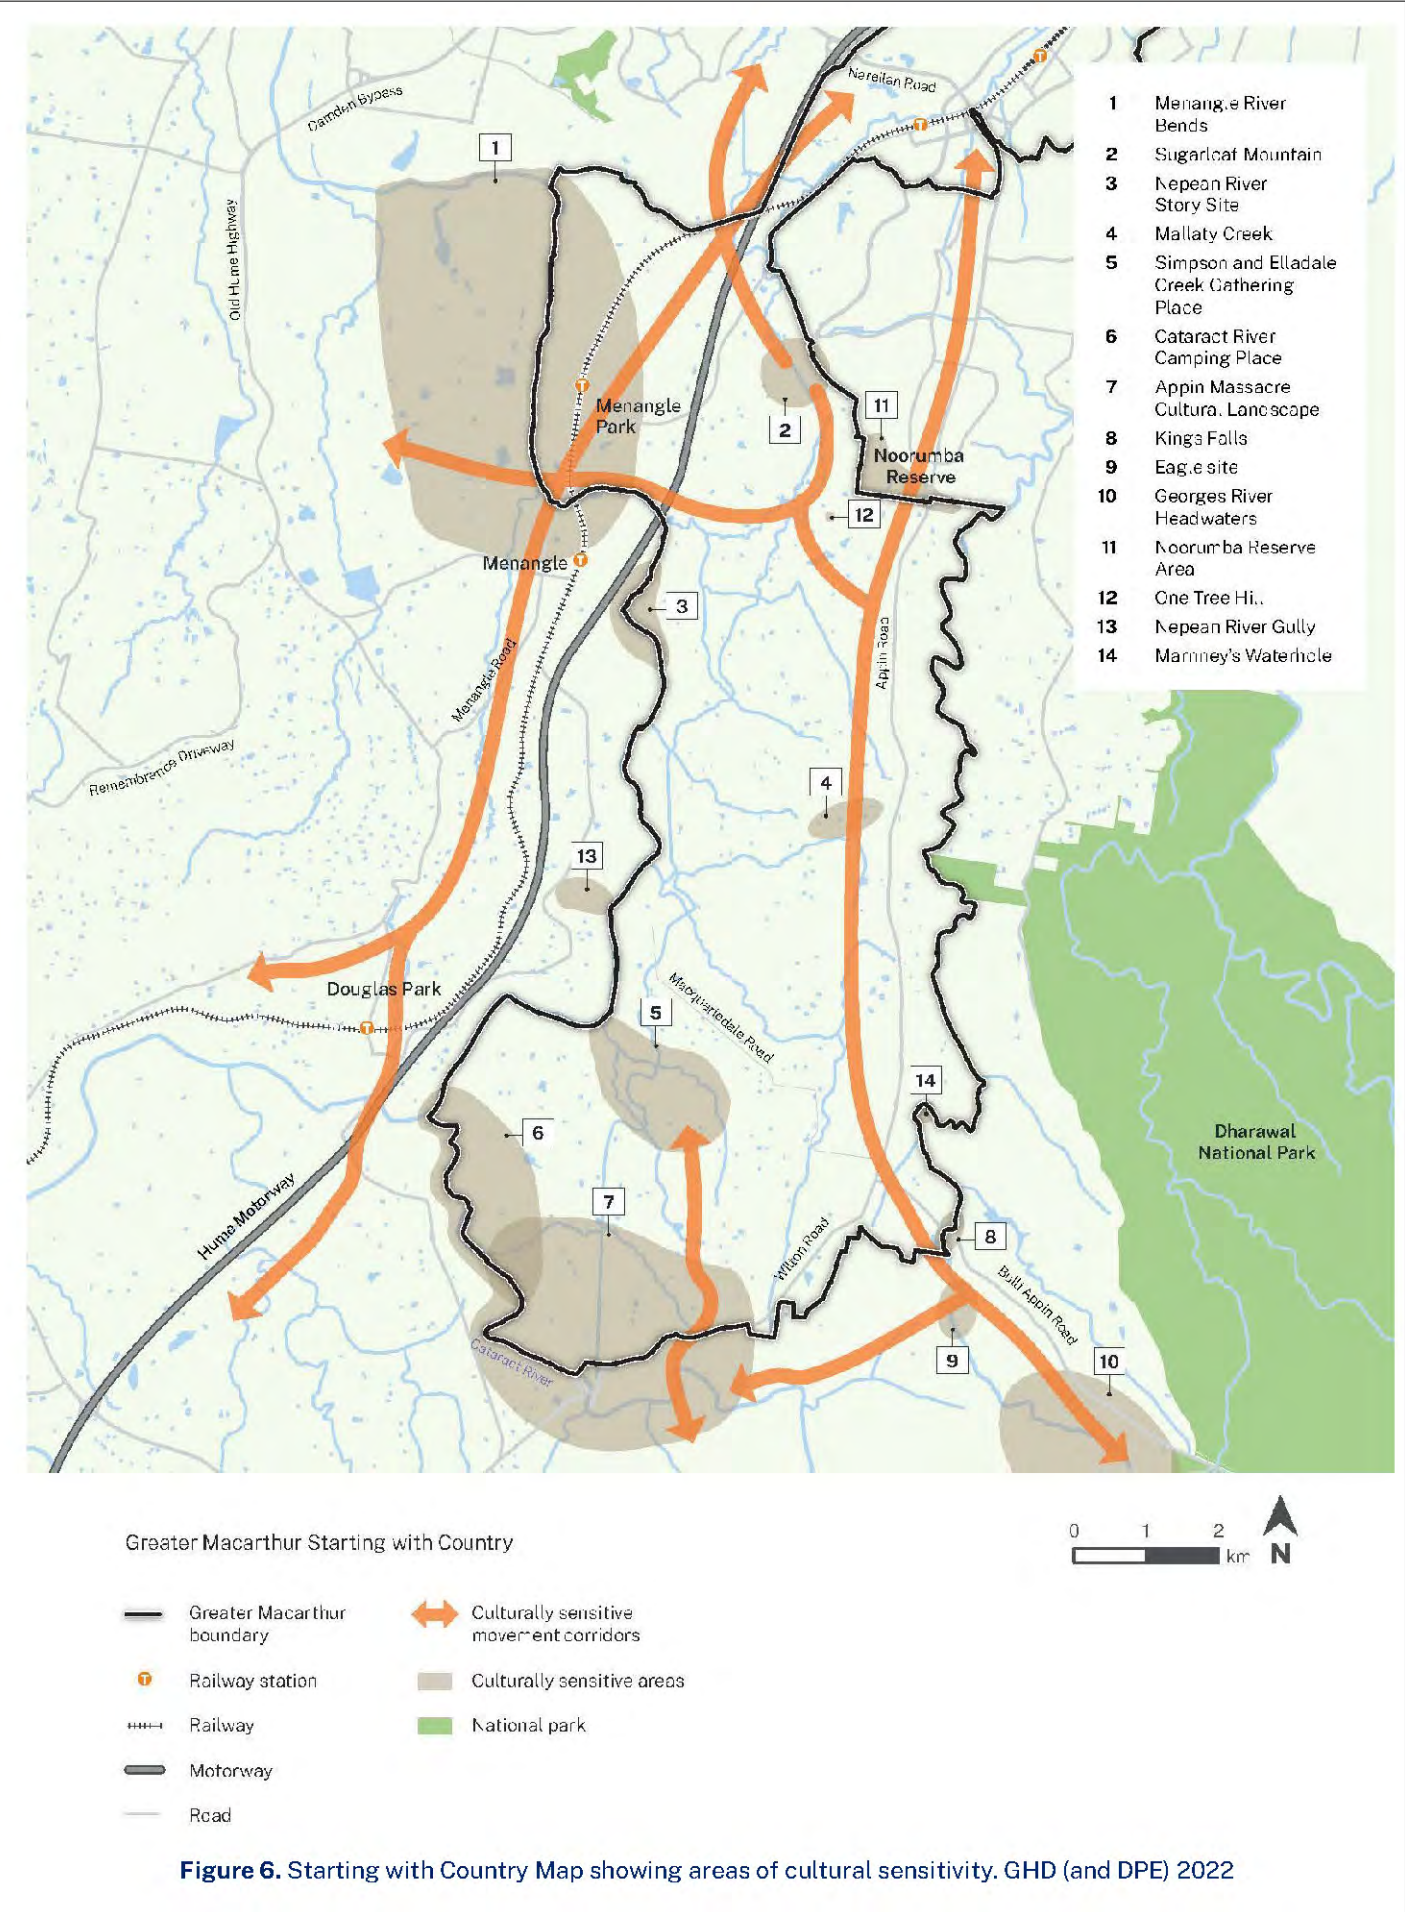 Camden Bypass
Narellan Road
Old Hume Highway
1
Menangle
Park
2
11
Noorumba
Reserve
12
Menangle
3
Menangle Road
Appin Road
Remembrance Driveway
4
13
Douglas Park
Macquariedale Road
5
14
6
Dharawal
National Park
7
Hume Motorway
Wilton Road
8
Bulli Appin Road
Cataract River
9
10
1 Menangle River
Bends
2 Sugarloaf Mountain
3 Nepean River
Story Site
4 Mallaty Creek
5 Simpson and Elladale
Creek Gathering
Place
6 Cataract River
Camping Place
7 Appin Massacre
Cultural Landscape
8 Kings Falls
9 Eagle site
10 Georges River
Headwaters
11 Noorumba Reserve
Area
12 One Tree Hill
13 Nepean River Gully
14 Waterhole
Greater Macarthur Starting with Country
0 1 2
km N
Greater Macarthur
boundary
Railway station
Railway
Motorway
Road
Culturally sensitive
movement corridors
Culturally sensitive areas
National park
Figure 6. Starting with Country Map showing areas of cultural sensitivity. GHD (and DPE) 2022